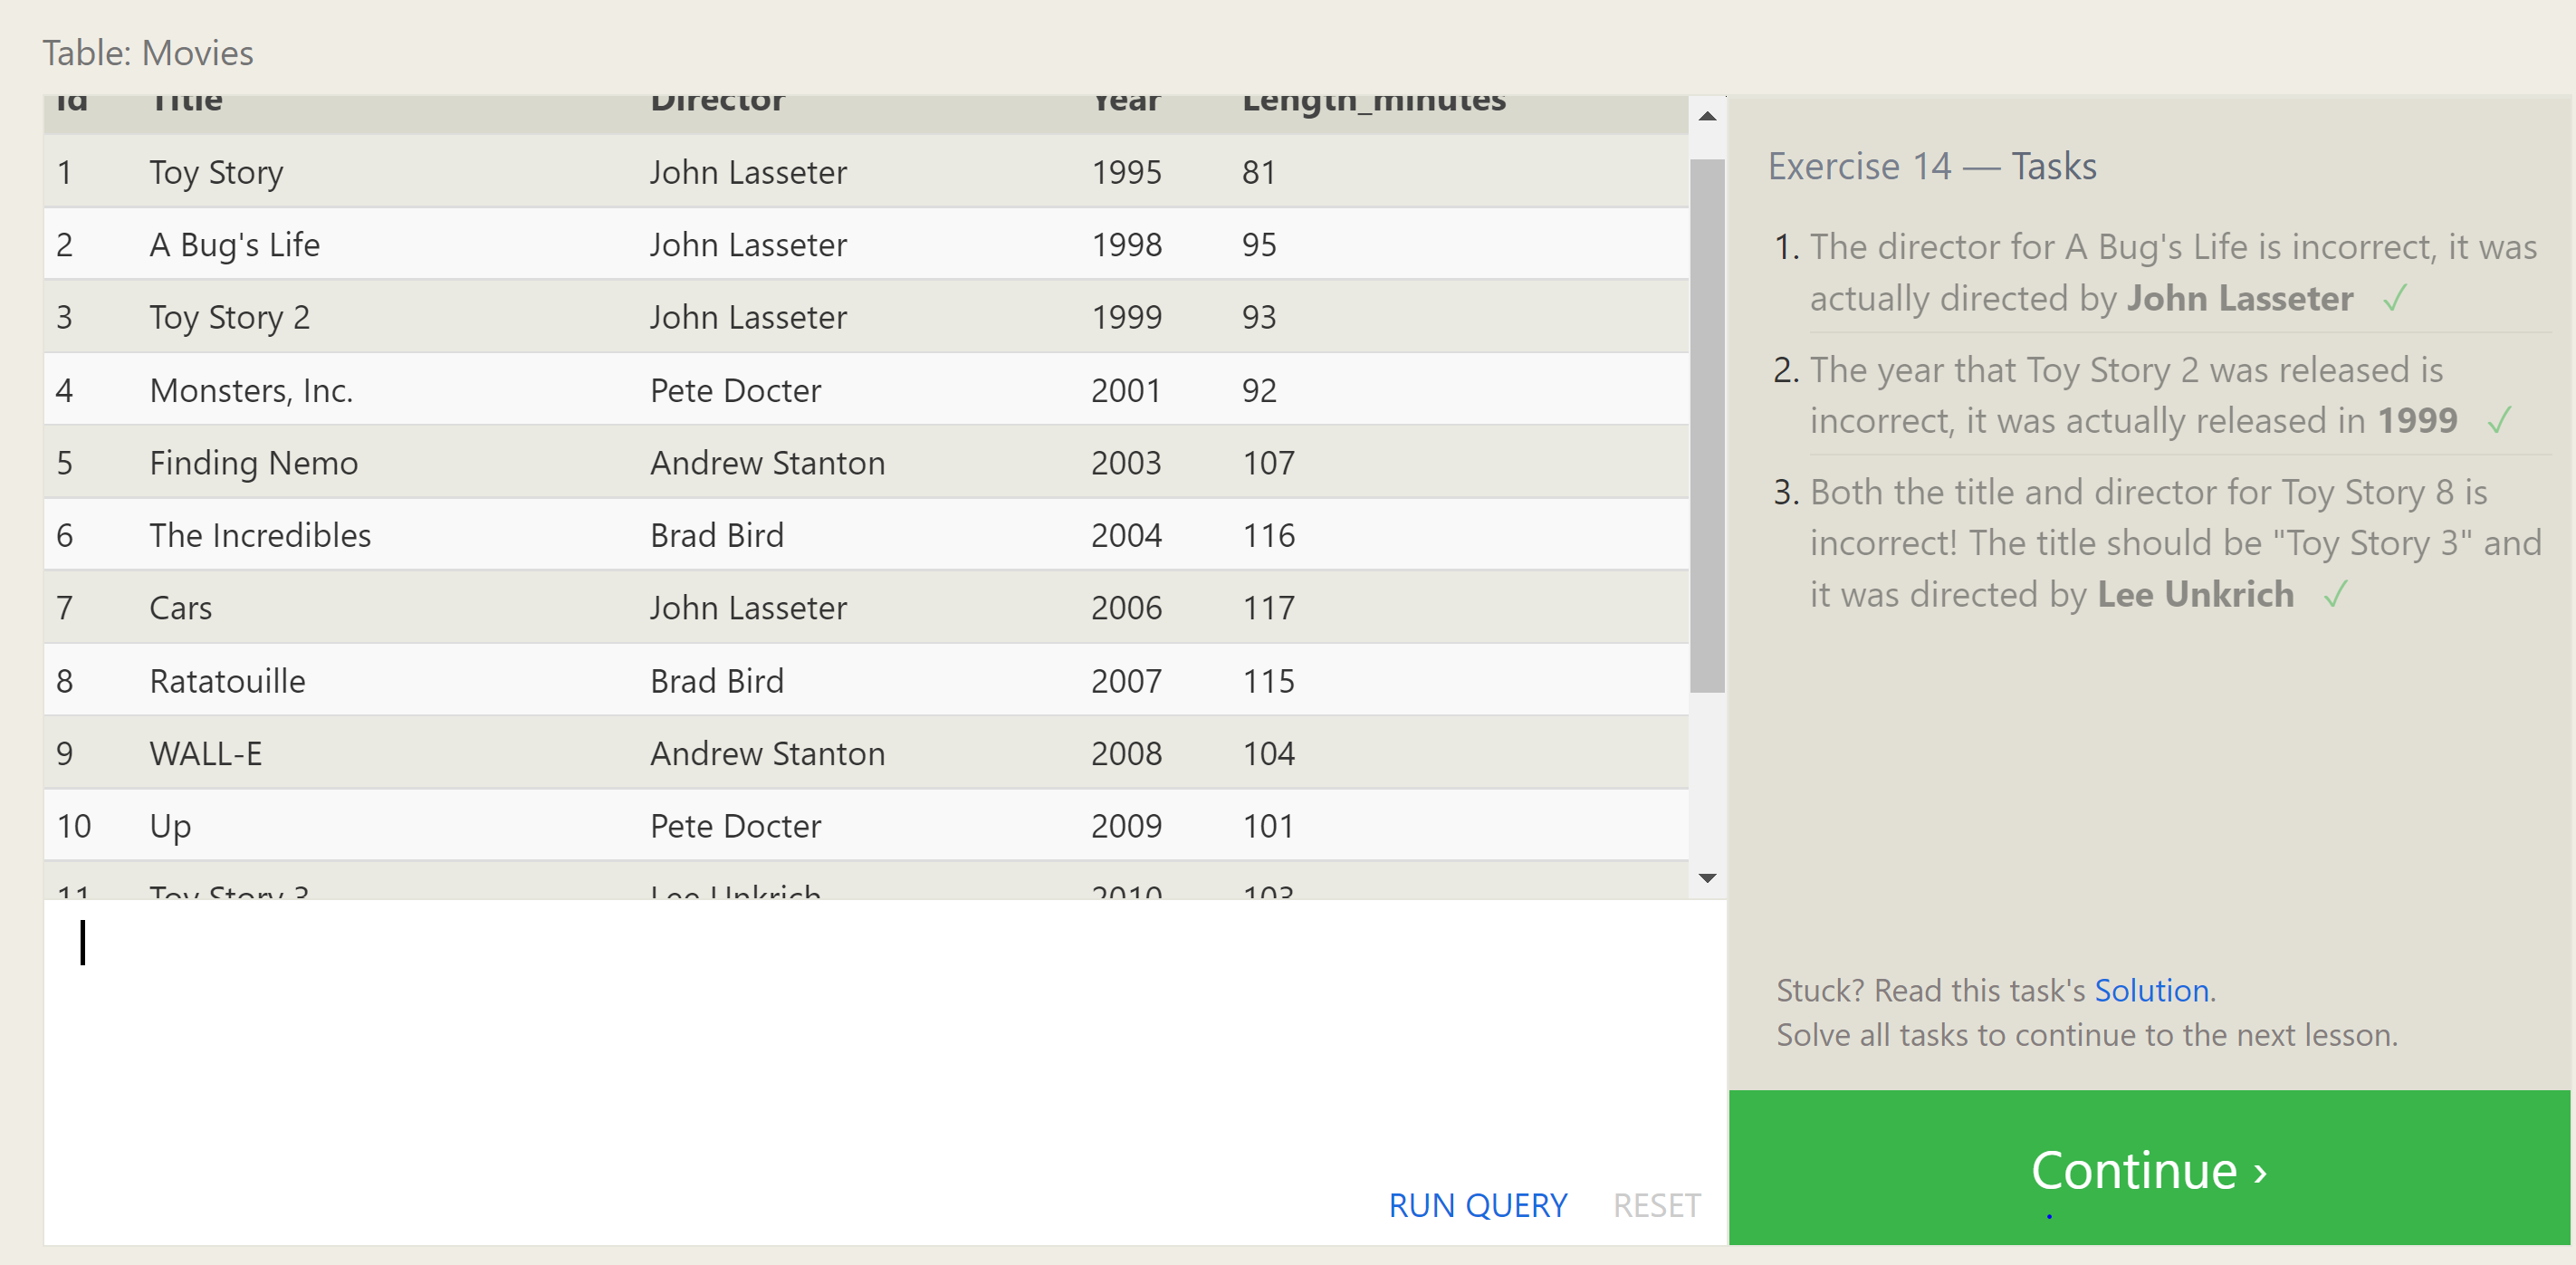 Table: Movies
Id Title Director Year Length_minutes
1 Toy Story John Lasseter 1995 81
2 A Bug's Life John Lasseter 1998 95
3 Toy Story 2 John Lasseter 1999 93
4 Monsters, Inc. Pete Docter 2001 92
5 Finding Nemo Andrew Stanton 2003 107
6 The Incredibles Brad Bird 2004 116
7 Cars John Lasseter 2006 117
8 Ratatouille Brad Bird 2007 115
9 WALL-E Andrew Stanton 2008 104
10 Up Pete Docter 2009 101
11 Toy Story 3 Lee Unkrich 2010 103
RUN QUERY RESET
Exercise 14 — Tasks
1. The director for A Bug's Life is incorrect, it was
actually directed by John Lasseter ✓
2. The year that Toy Story 2 was released is
incorrect, it was actually released in 1999 ✓
3. Both the title and director for Toy Story 8 is
incorrect! The title should be "Toy Story 3" and
it was directed by Lee Unkrich ✓
Stuck? Read this task's Solution.
Solve all tasks to continue to the next lesson.
Continue ›